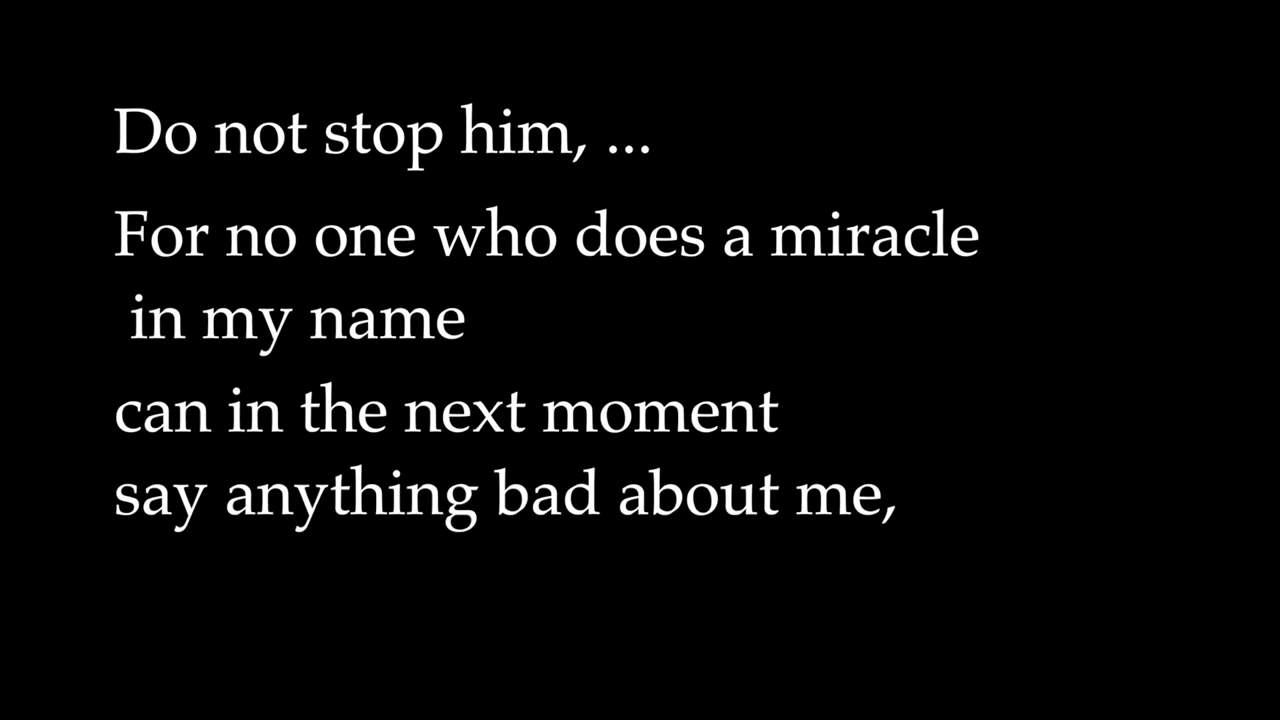 Do not stop him, ...
For no one who does a miracle
in my name
can in the next moment
say anything bad about me,